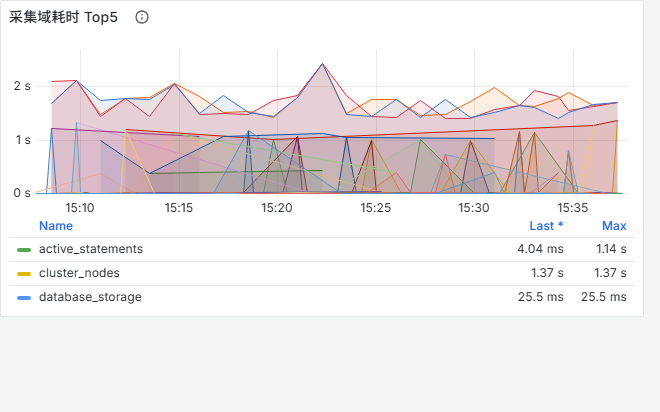 采集域耗时 Top5
2 s
1 s
0 s
15:10 15:15 15:20 15:25 15:30 15:35
Name Last * Max
active_statements 4.04 ms 1.14 s
cluster_nodes 1.37 s 1.37 s
database_storage 25.5 ms 25.5 ms